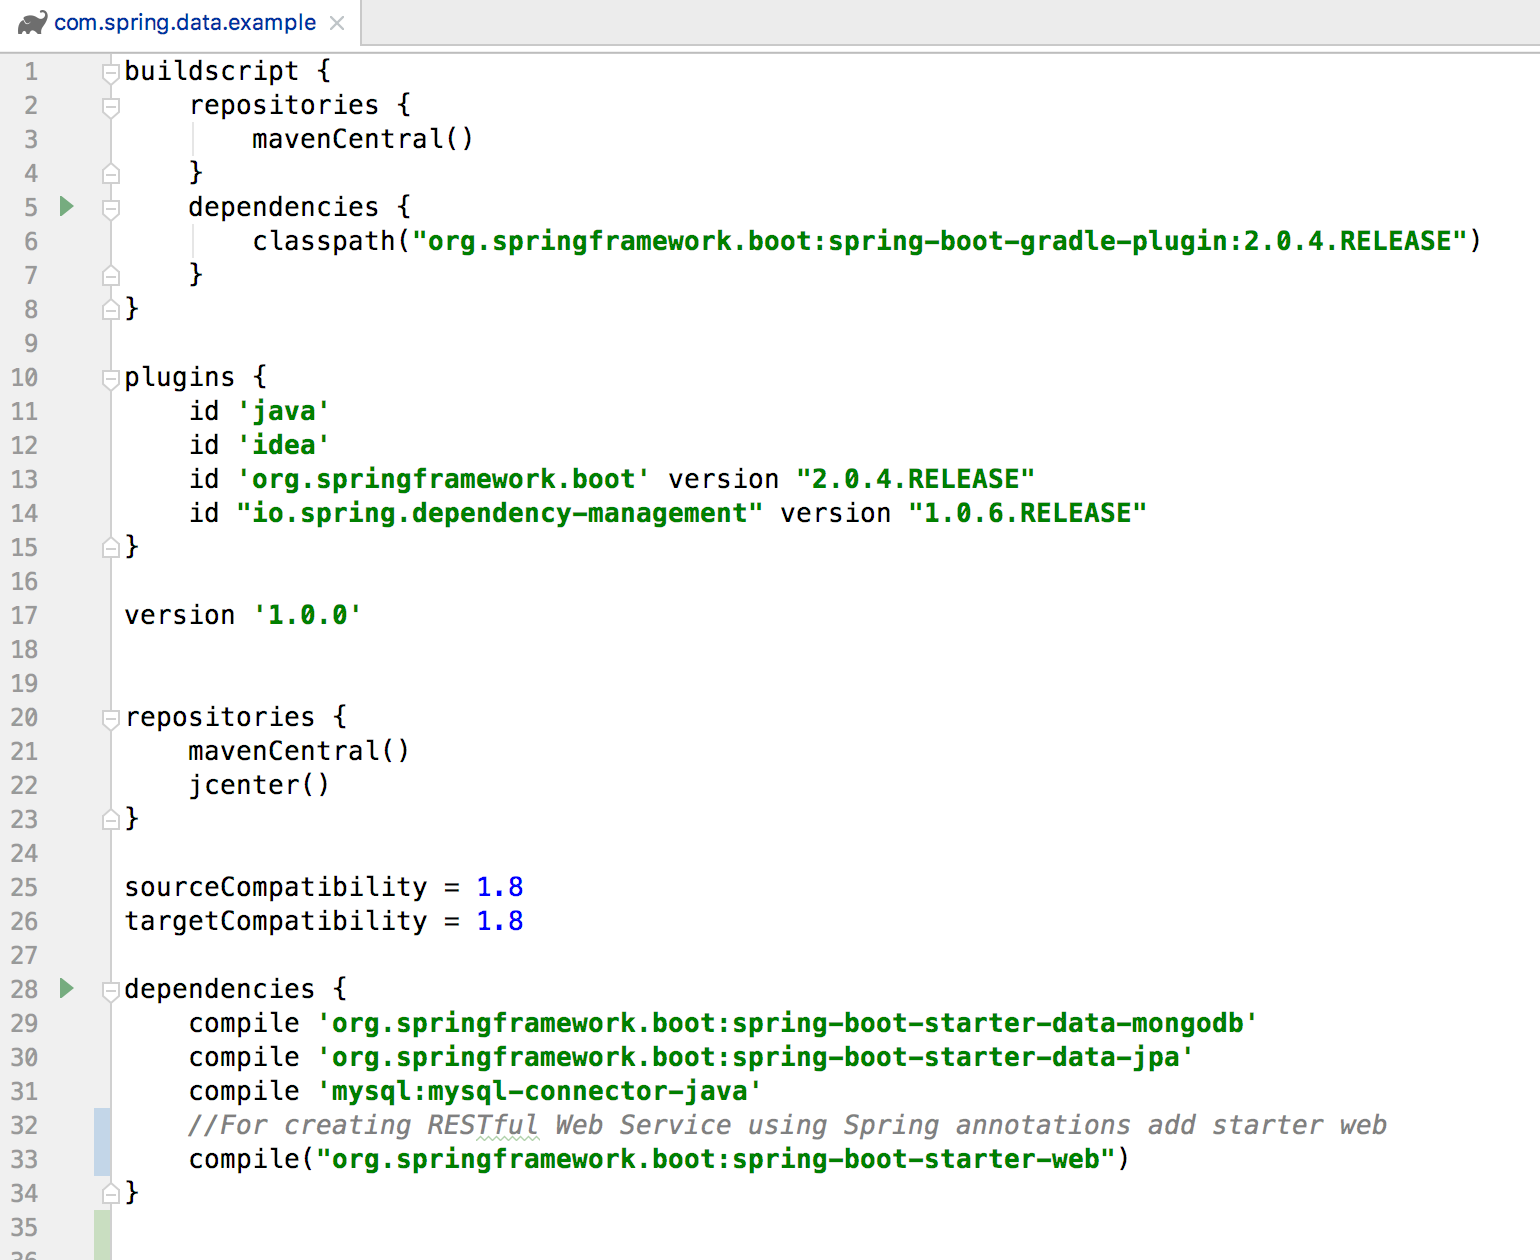 com.spring.data.example
1 buildscript {
2     repositories {
3         mavenCentral()
4     }
5     dependencies {
6         classpath("org.springframework.boot:spring-boot-gradle-plugin:2.0.4.RELEASE")
7     }
8 }
9
10 plugins {
11     id 'java'
12     id 'idea'
13     id 'org.springframework.boot' version "2.0.4.RELEASE"
14     id "io.spring.dependency-management" version "1.0.6.RELEASE"
15 }
16
17 version '1.0.0'
18
19
20 repositories {
21     mavenCentral()
22     jcenter()
23 }
24
25 sourceCompatibility = 1.8
26 targetCompatibility = 1.8
27
28 dependencies {
29     compile 'org.springframework.boot:spring-boot-starter-data-mongodb'
30     compile 'org.springframework.boot:spring-boot-starter-data-jpa'
31     compile 'mysql:mysql-connector-java'
32     //For creating RESTful Web Service using Spring annotations add starter web
33     compile("org.springframework.boot:spring-boot-starter-web")
34 }
35
36